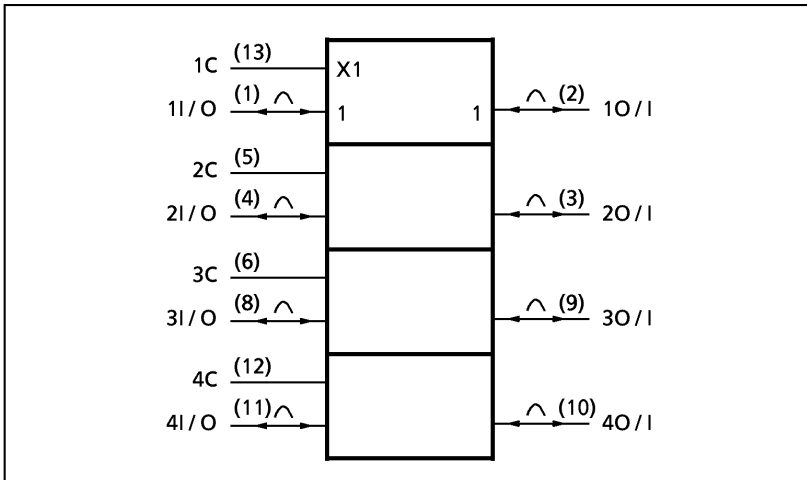 1C (13) X1
1I/O (1) 1 1 (2) 1O/I
2C (5)
2I/O (4) (3) 2O/I
3C (6)
3I/O (8) (9) 3O/I
4C (12)
4I/O (11) (10) 4O/I